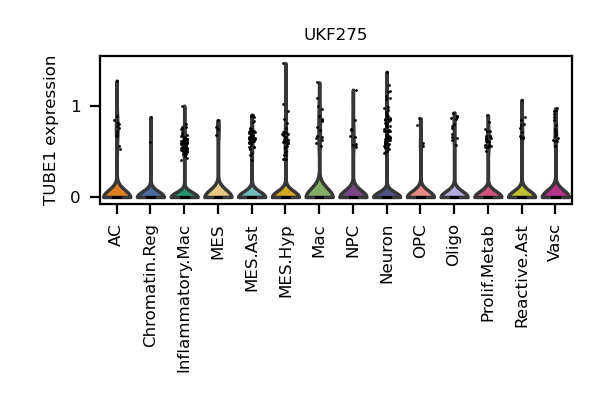 UKF275
TUBE1 expression
1
0
AC
Chromatin.Reg
Inflammatory.Mac
MES
MES.Ast
MES.Hyp
Mac
NPC
Neuron
OPC
Oligo
Prolif.Metab
Reactive.Ast
Vasc